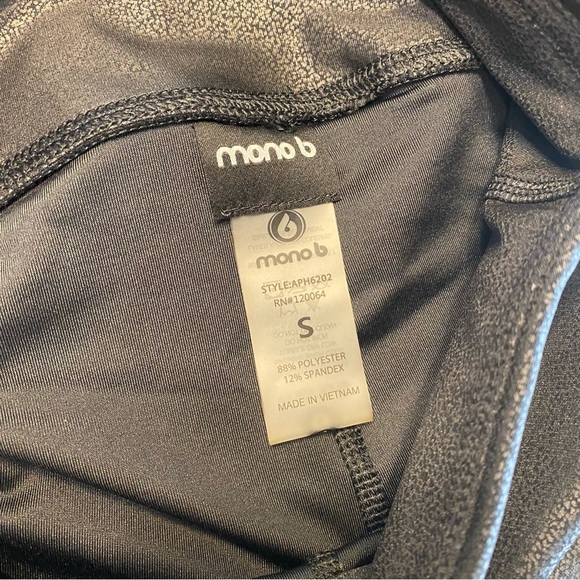 mono b
mono b
STYLE:APH6202
RN#120064
S
88% POLYESTER
12% SPANDEX
MADE IN VIETNAM